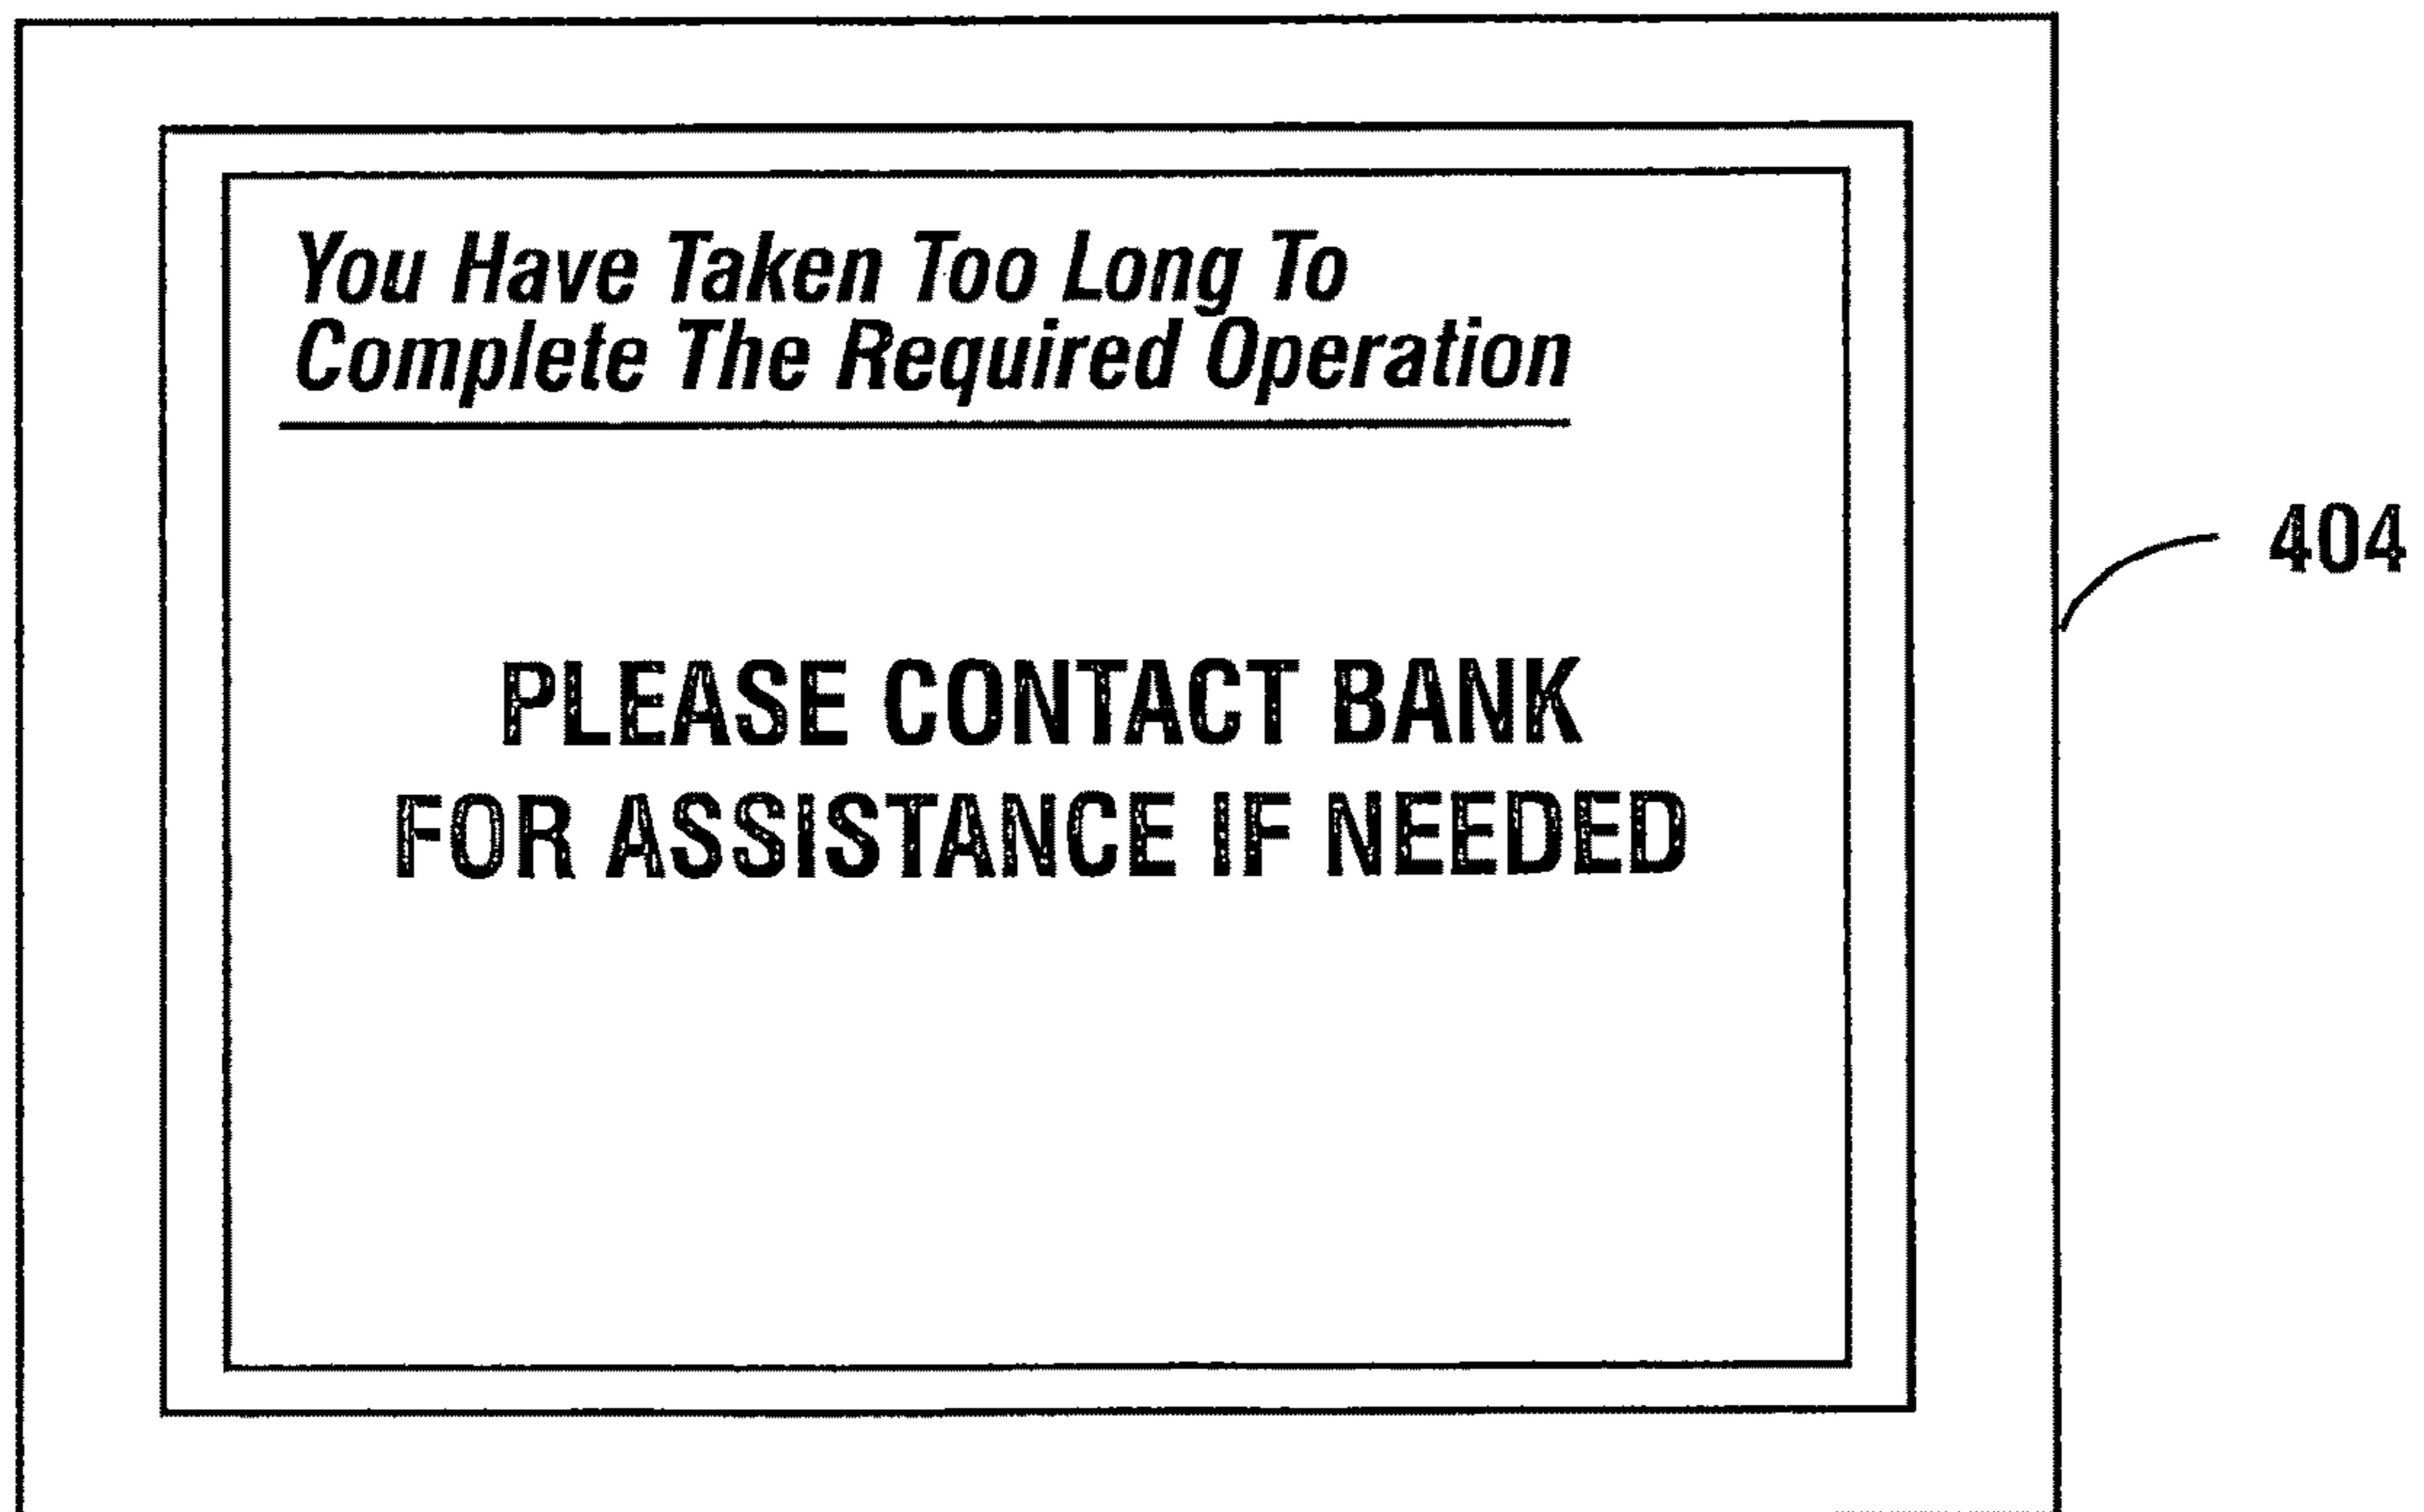 You Have Taken Too Long To
Complete The Required Operation
404
PLEASE CONTACT BANK
FOR ASSISTANCE IF NEEDED